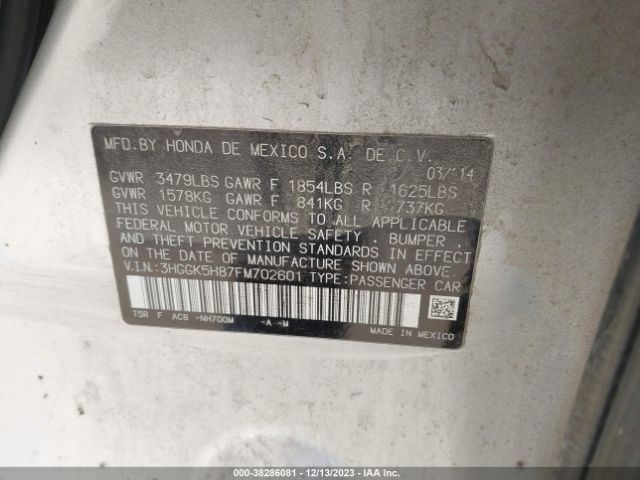 MFD.BY HONDA DE MEXICO S.A. DE C.V.
03/14
GVWR 3479LBS GAWR F 1854LBS R 1625LBS
GVWR 1578KG GAWR F 841KG R 737KG
THIS VEHICLE CONFORMS TO ALL APPLICABLE
FEDERAL MOTOR VEHICLE SAFETY , BUMPER , AND
THEFT PREVENTION STANDARDS IN EFFECT
ON THE DATE OF MANUFACTURE SHOWN ABOVE.
V.I.N.:3HGGK5H87FM702601 TYPE:PASSENGER CAR
T5R F AC8 -NH700M -A -M
MADE IN MEXICO
000-38286081 - 12/13/2023 - IAA Inc.